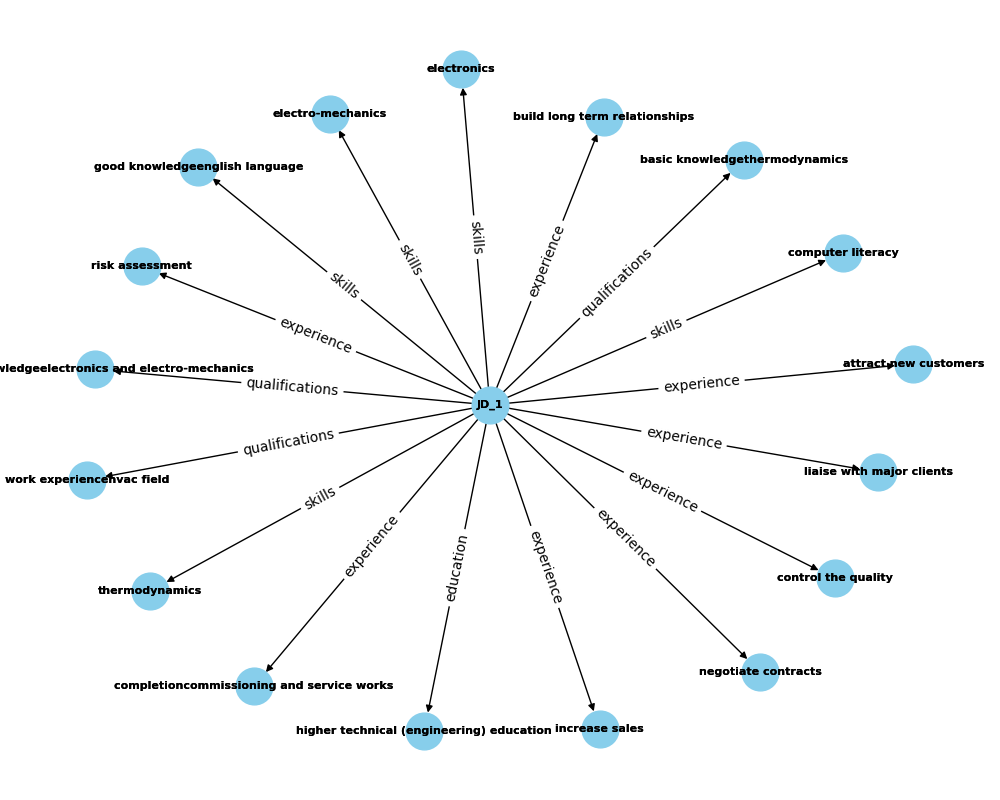 electronics
electro-mechanics
build long term relationships
basic knowledgethermodynamics
good knowledgeenglish language
skills
skills
experience
qualifications
computer literacy
risk assessment
skills
skills
experience
attract new customers
wledgeelectronics and electro-mechanics
qualifications
experience
JD_1
qualifications
experience
liaise with major clients
work experiencehvac field
skills
experience
experience
experience
education
experience
control the quality
thermodynamics
negotiate contracts
completioncommissioning and service works
higher technical (engineering) education
increase sales